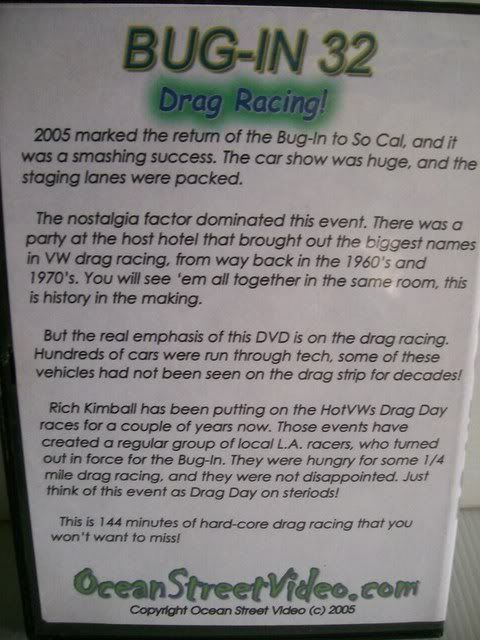 BUG-IN 32
Drag Racing!
2005 marked the return of the Bug-In to So Cal, and it
was a smashing success. The car show was huge, and the
staging lanes were packed.
The nostalgia factor dominated this event. There was a
party at the host hotel that brought out the biggest names
in VW drag racing, from way back in the 1960's and
1970's. You will see 'em all together in the same room, this
is history in the making.
But the real emphasis of this DVD is on the drag racing.
Hundreds of cars were run through tech, some of these
vehicles had not been seen on the drag strip for decades!
Rich Kimball has been putting on the HotVWs Drag Day
races for a couple of years now. Those events have
created a regular group of local L.A. racers, who turned
out in force for the Bug-In. They were hungry for some 1/4
mile drag racing, and they were not disappointed. Just
think of this event as Drag Day on steriods!
This is 144 minutes of hard-core drag racing that you
won't want to miss!
OceanStreetVideo.com
Copyright Ocean Street Video (c) 2005